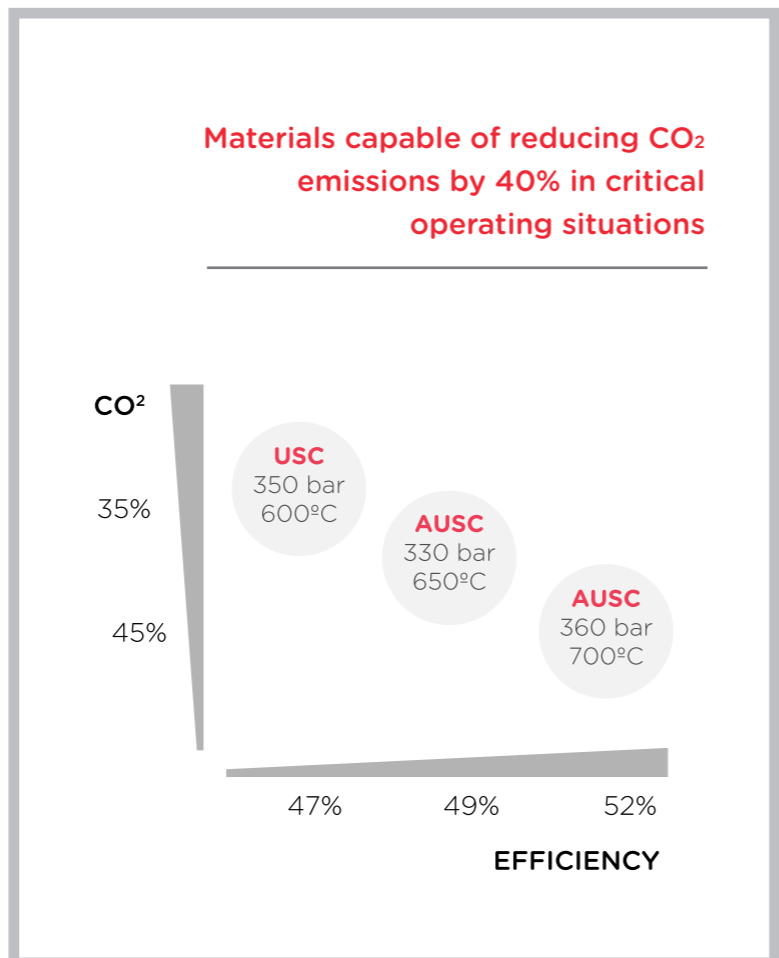 Materials capable of reducing CO₂
emissions by 40% in critical
operating situations
CO²
35%
45%
USC
350 bar
600ºC
AUSC
330 bar
650ºC
AUSC
360 bar
700ºC
47%
49%
52%
EFFICIENCY